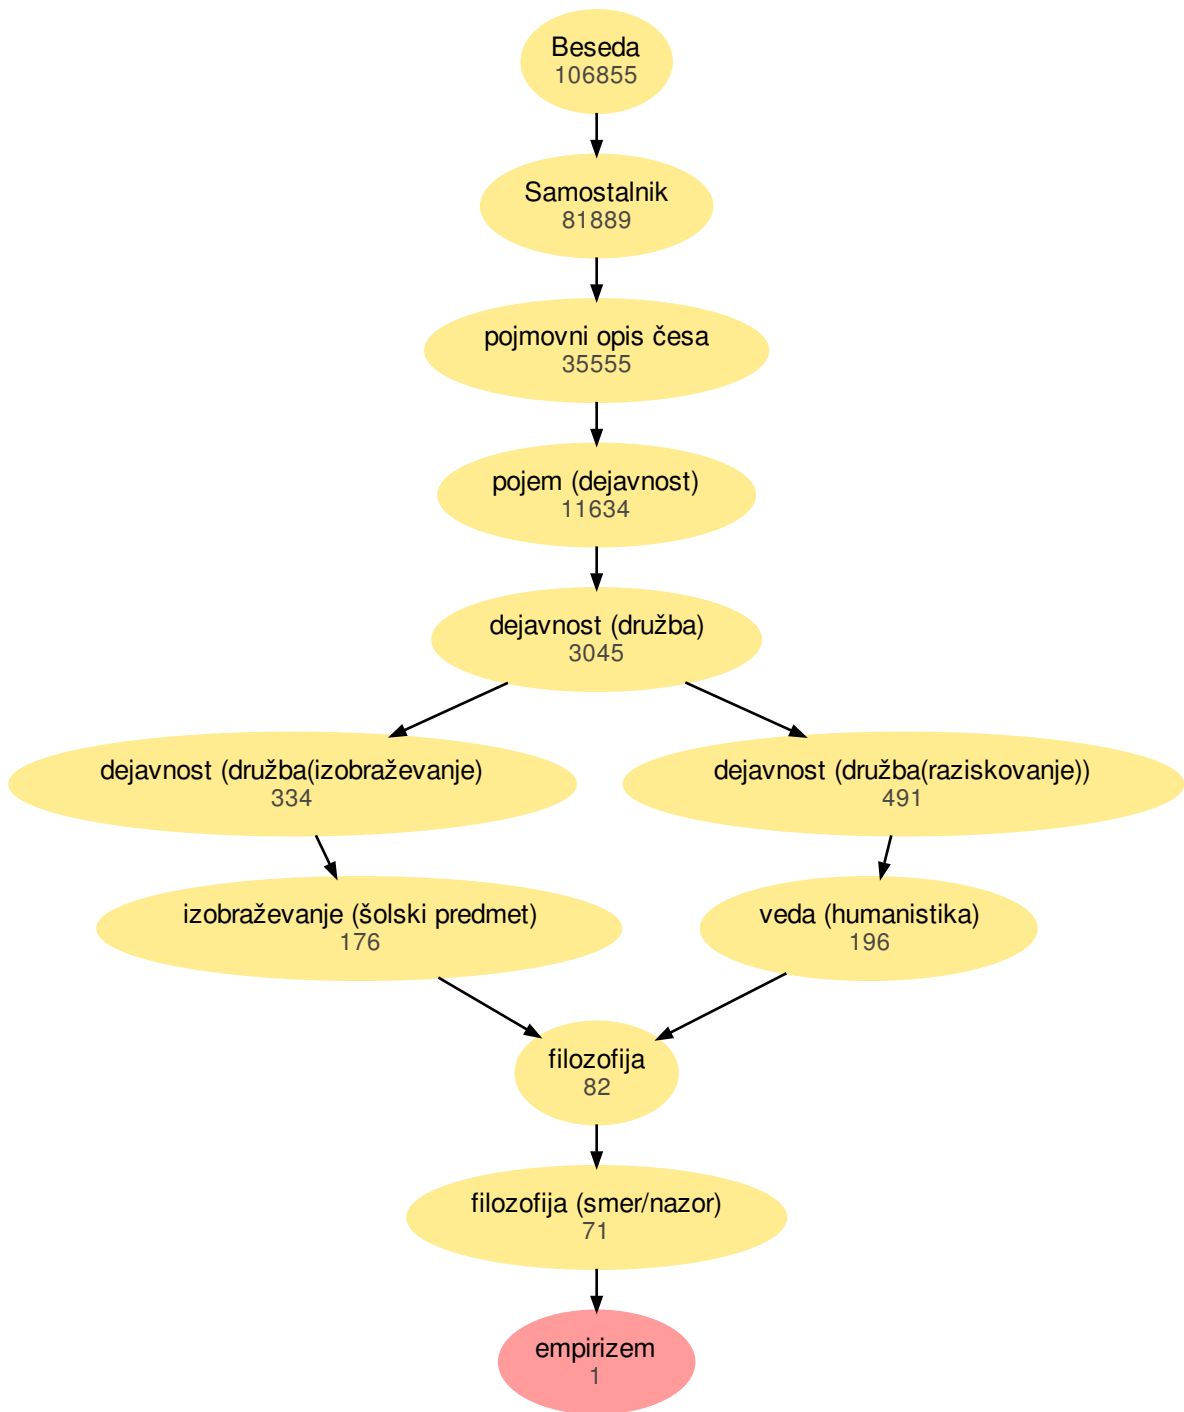 Beseda
106855
Samostalnik
81889
pojmovni opis česa
35555
pojem (dejavnost)
11634
dejavnost (družba)
3045
dejavnost (družba(izobraževanje)
334
dejavnost (družba(raziskovanje))
491
izobraževanje (šolski predmet)
176
veda (humanistika)
196
filozofija
82
filozofija (smer/nazor)
71
empirizem
1